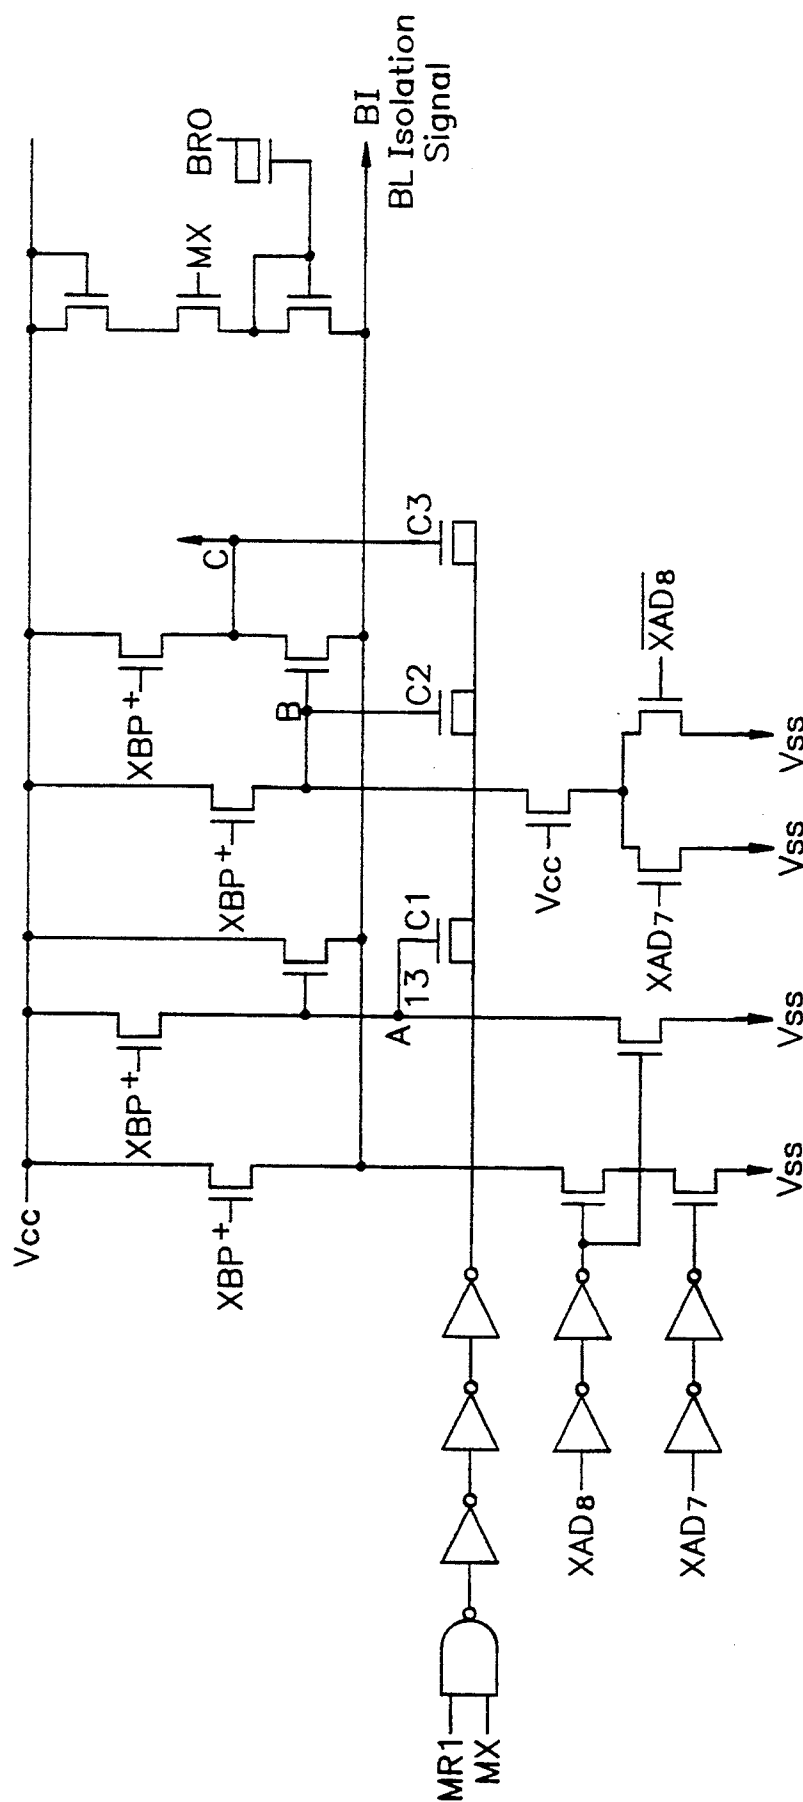 Vcc
XBP+
XBP+
XBP+
XBP+
MX
BRO
BI
BL Isolation
Signal
A
13
C1
B
C2
C
C3
MR1
MX
XAD8
XAD7
Vcc
XAD7
XAD8
Vss
Vss
Vss
Vss